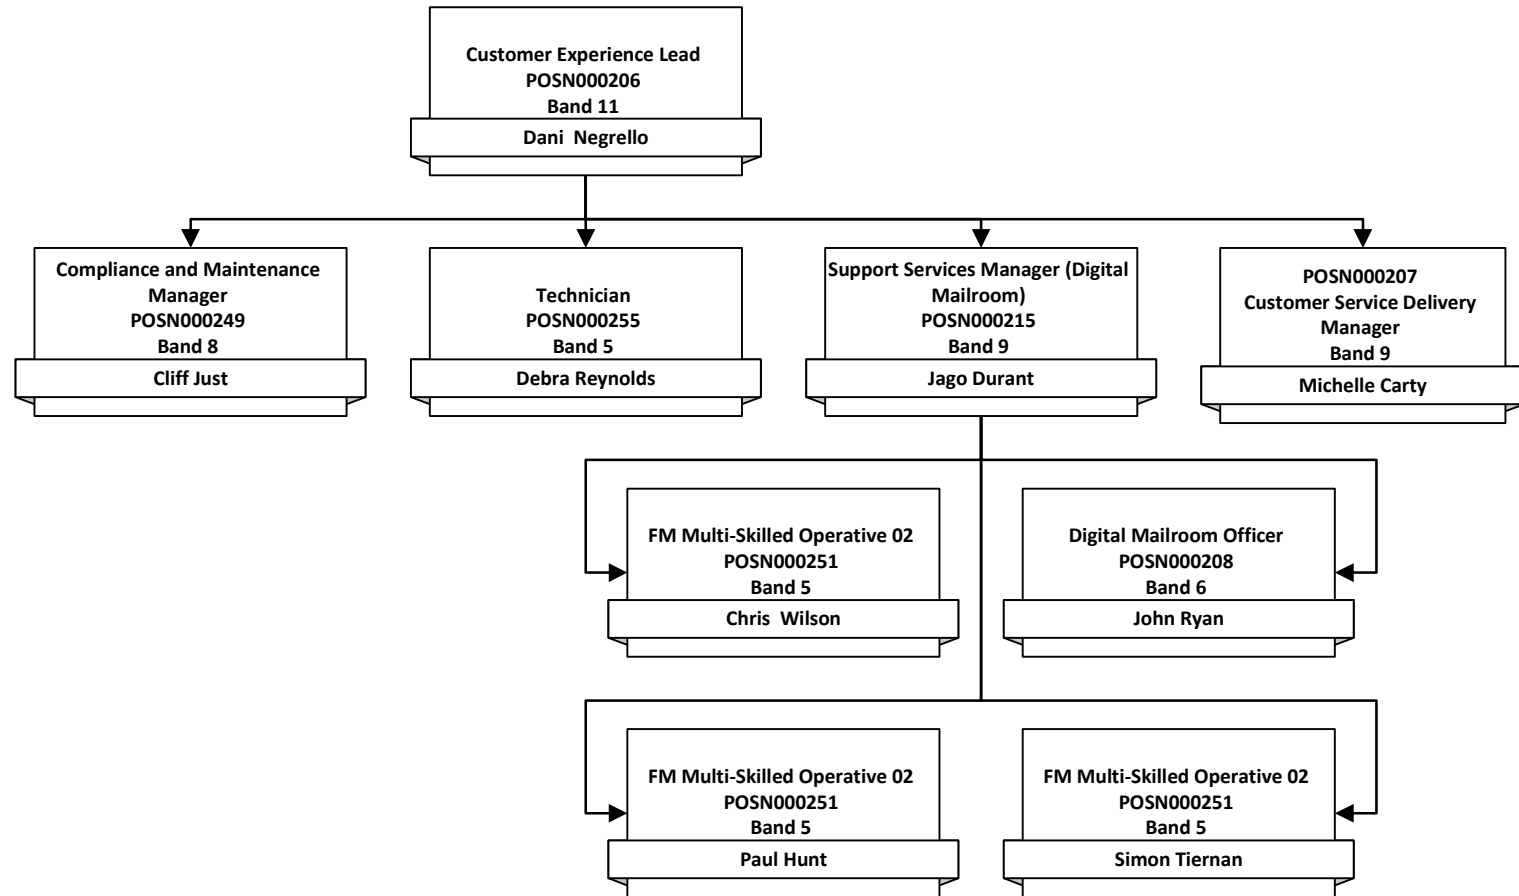 Customer Experience Lead
POSN000206
Band 11
Dani  Negrello
Compliance and Maintenance
Manager
POSN000249
Band 8
Cliff Just
Technician
POSN000255
Band 5
Debra Reynolds
Support Services Manager (Digital
Mailroom)
POSN000215
Band 9
Jago Durant
POSN000207
Customer Service Delivery
Manager
Band 9
Michelle Carty
FM Multi-Skilled Operative 02
POSN000251
Band 5
Chris  Wilson
Digital Mailroom Officer
POSN000208
Band 6
John Ryan
FM Multi-Skilled Operative 02
POSN000251
Band 5
Paul Hunt
FM Multi-Skilled Operative 02
POSN000251
Band 5
Simon Tiernan